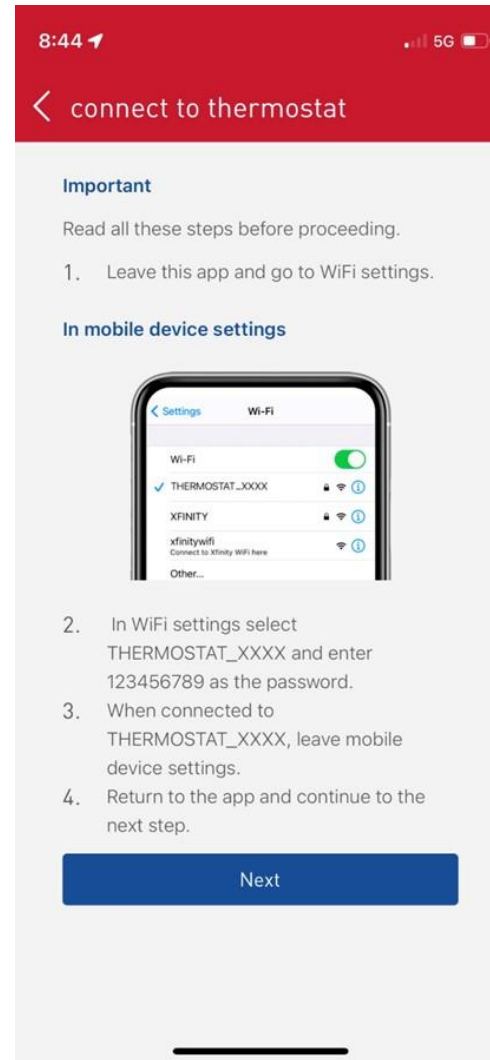 8:44
5G
connect to thermostat
Important
Read all these steps before proceeding.
1. Leave this app and go to WiFi settings.
In mobile device settings
Settings Wi-Fi
Wi-Fi
THERMOSTAT_XXXX
XFINITY
xfinitywifi
Connect to Xfinity WiFi here
Other...
2. In WiFi settings select
THERMOSTAT_XXXX and enter
123456789 as the password.
3. When connected to
THERMOSTAT_XXXX, leave mobile
device settings.
4. Return to the app and continue to the
next step.
Next